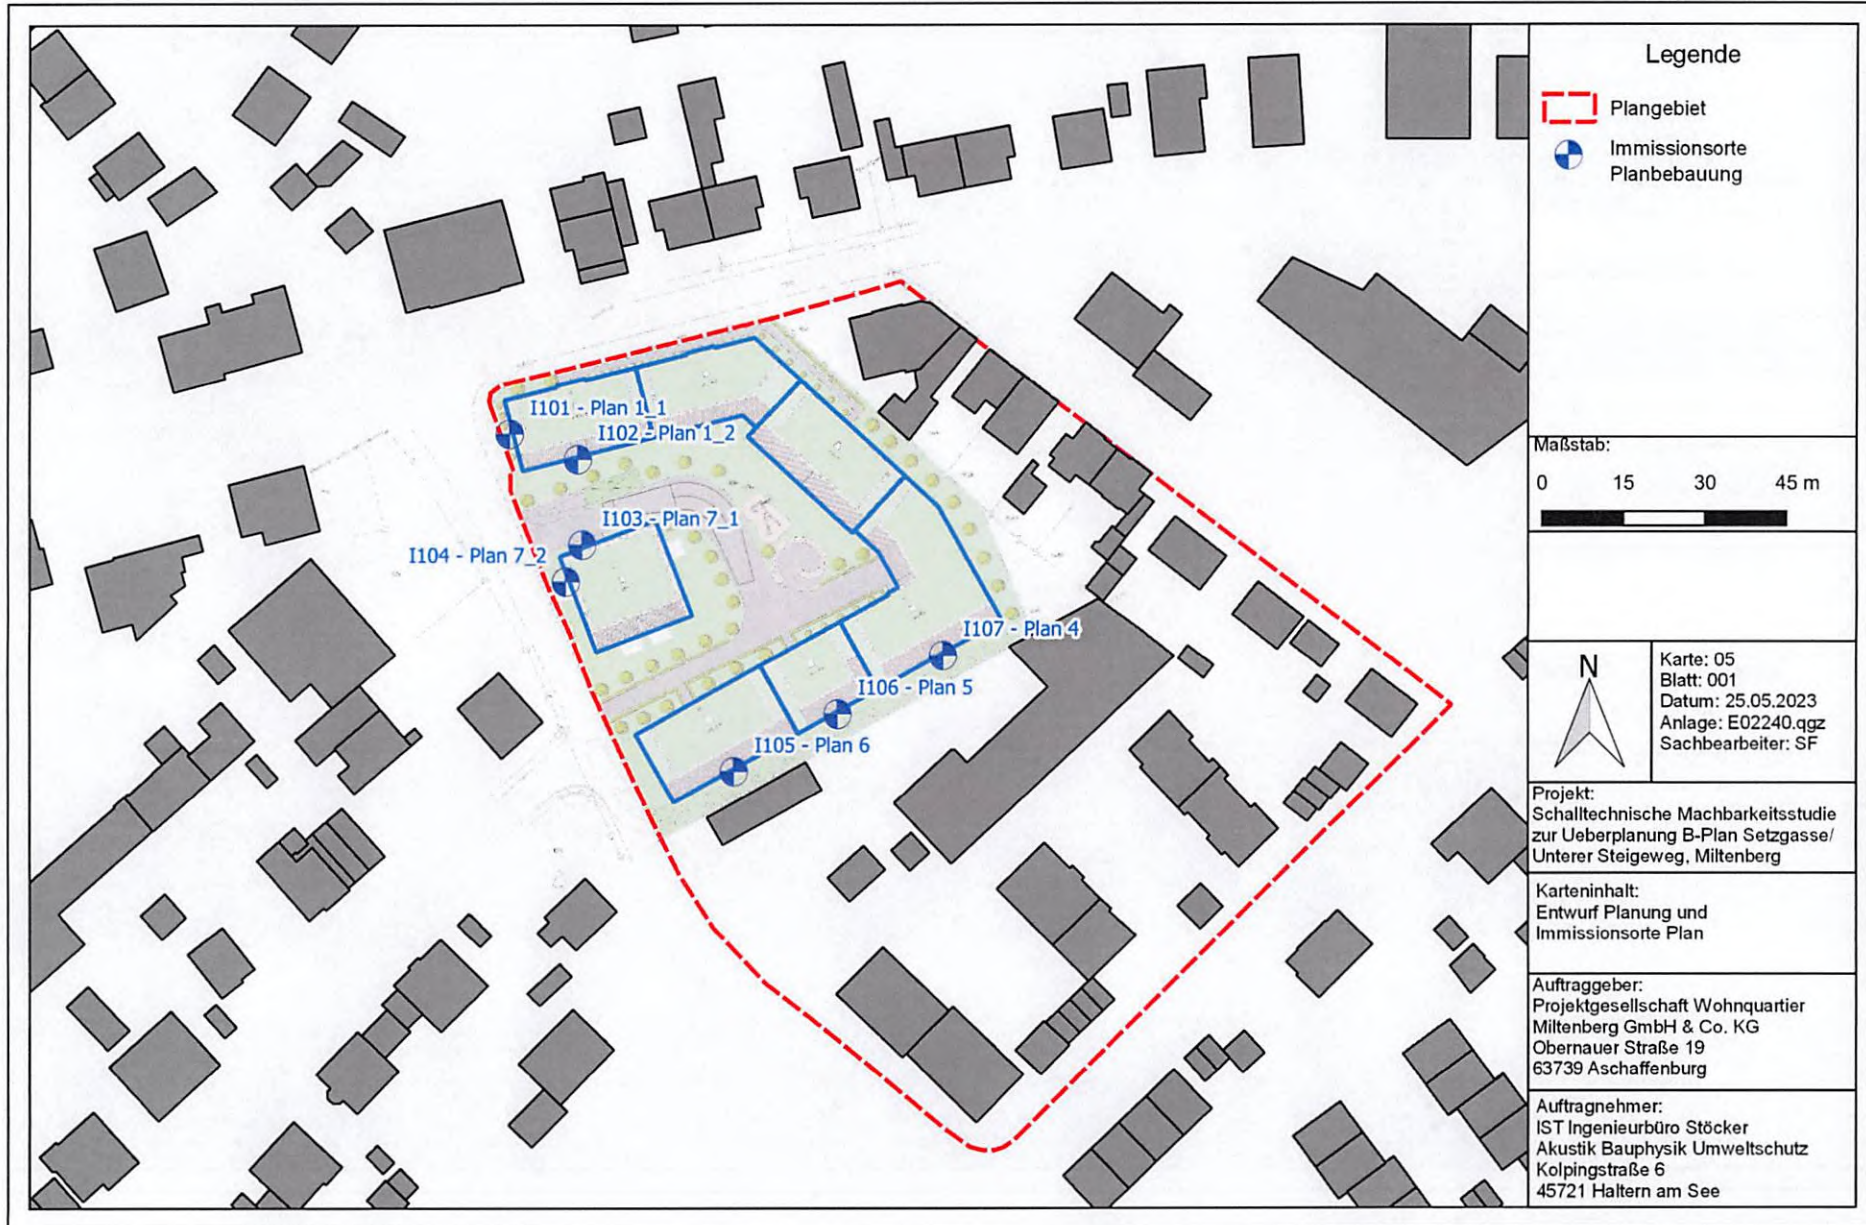 I101 - Plan 1_1
I102 - Plan 1_2
I103 - Plan 7_1
I104 - Plan 7_2
I107 - Plan 4
I106 - Plan 5
I105 - Plan 6
Legende
Plangebiet
Immissionsorte
Planbebauung
Maßstab:
0 15 30 45 m
N
Karte: 05
Blatt: 001
Datum: 25.05.2023
Anlage: E02240.qgz
Sachbearbeiter: SF
Projekt:
Schalltechnische Machbarkeitsstudie
zur Ueberplanung B-Plan Setzgasse/
Unterer Steigeweg, Miltenberg
Karteninhalt:
Entwurf Planung und
Immissionsorte Plan
Auftraggeber:
Projektgesellschaft Wohnquartier
Miltenberg GmbH & Co. KG
Obernauer Straße 19
63739 Aschaffenburg
Auftragnehmer:
IST Ingenieurbüro Stöcker
Akustik Bauphysik Umweltschutz
Kolpingstraße 6
45721 Haltern am See